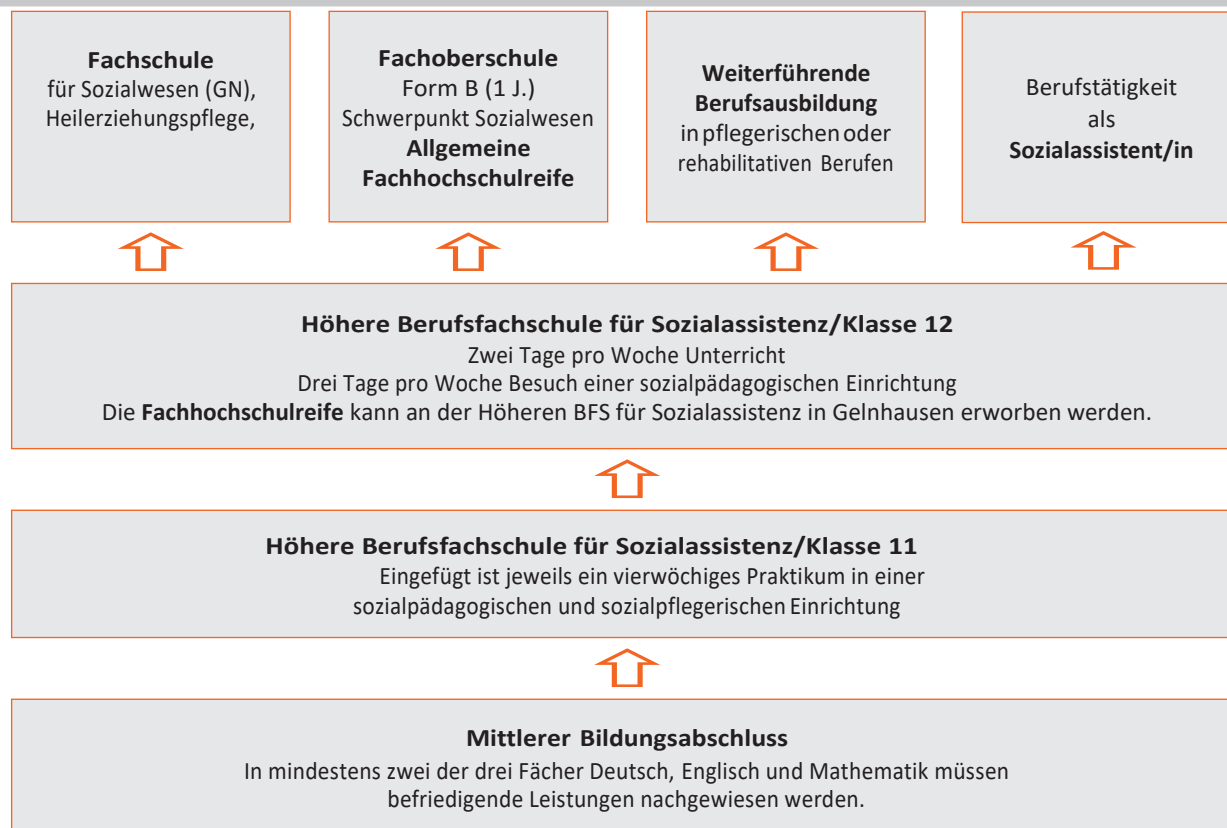 Fachschule
für Sozialwesen (GN),
Heilerziehungspflege,
Fachoberschule
Form B (1 J.)
Schwerpunkt Sozialwesen
Allgemeine
Fachhochschulreife
Weiterführende
Berufsausbildung
in pflegerischen oder
rehabilitativen Berufen
Berufstätigkeit
als
Sozialassistent/in
Höhere Berufsfachschule für Sozialassistenz/Klasse 12
Zwei Tage pro Woche Unterricht
Drei Tage pro Woche Besuch einer sozialpädagogischen Einrichtung
Die Fachhochschulreife kann an der Höheren BFS für Sozialassistenz in Gelnhausen erworben werden.
Höhere Berufsfachschule für Sozialassistenz/Klasse 11
Eingefügt ist jeweils ein vierwöchiges Praktikum in einer
sozialpädagogischen und sozialpflegerischen Einrichtung
Mittlerer Bildungsabschluss
In mindestens zwei der drei Fächer Deutsch, Englisch und Mathematik müssen
befriedigende Leistungen nachgewiesen werden.